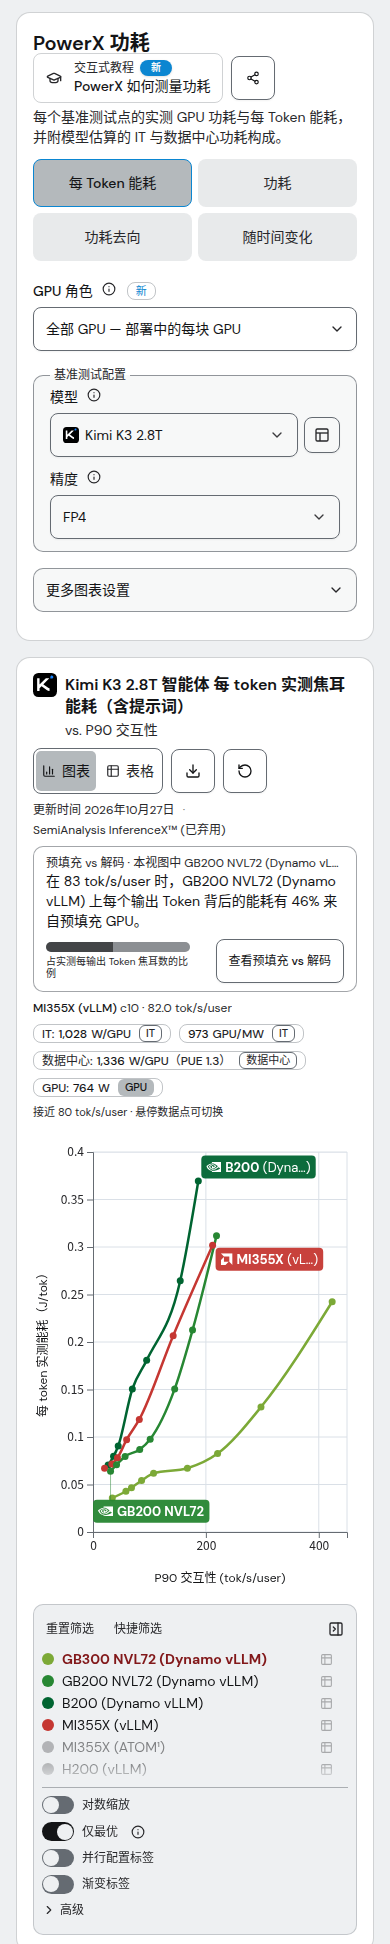 PowerX 功耗
交互式教程 新
PowerX 如何测量功耗
每个基准测试点的实测 GPU 功耗与每 Token 能耗，
并附模型估算的 IT 与数据中心功耗构成。
每 Token 能耗
功耗
功耗去向
随时间变化
GPU 角色 新
全部 GPU — 部署中的每块 GPU
基准测试配置
模型
Kimi K3 2.8T
精度
FP4
更多图表设置
Kimi K3 2.8T 智能体 每 token 实测焦耳
能耗（含提示词）
vs. P90 交互性
图表
表格
更新时间 2026年10月27日 ·
SemiAnalysis InferenceX™ (已弃用)
预填充 vs 解码 · 本视图中 GB200 NVL72 (Dynamo vL...
在 83 tok/s/user 时，GB200 NVL72 (Dynamo
vLLM) 上每个输出 Token 背后的能耗有 46% 来
自预填充 GPU。
占实测每输出 Token 焦耳数的比
例
查看预填充 vs 解码
MI355X (vLLM) c10 · 82.0 tok/s/user
IT: 1,028 W/GPU IT
973 GPU/MW IT
数据中心: 1,336 W/GPU（PUE 1.3） 数据中心
GPU: 764 W GPU
接近 80 tok/s/user · 悬停数据点可切换
0.4
0.35
0.3
0.25
0.2
0.15
0.1
0.05
0
每 token 实测能耗（J/tok）
B200 (Dyna...)
MI355X (vL...)
GB200 NVL72
0
200
400
P90 交互性 (tok/s/user)
重置筛选
快捷筛选
GB300 NVL72 (Dynamo vLLM)
GB200 NVL72 (Dynamo vLLM)
B200 (Dynamo vLLM)
MI355X (vLLM)
MI355X (ATOM¹)
H200 (vLLM)
对数缩放
仅最优
并行配置标签
渐变标签
高级